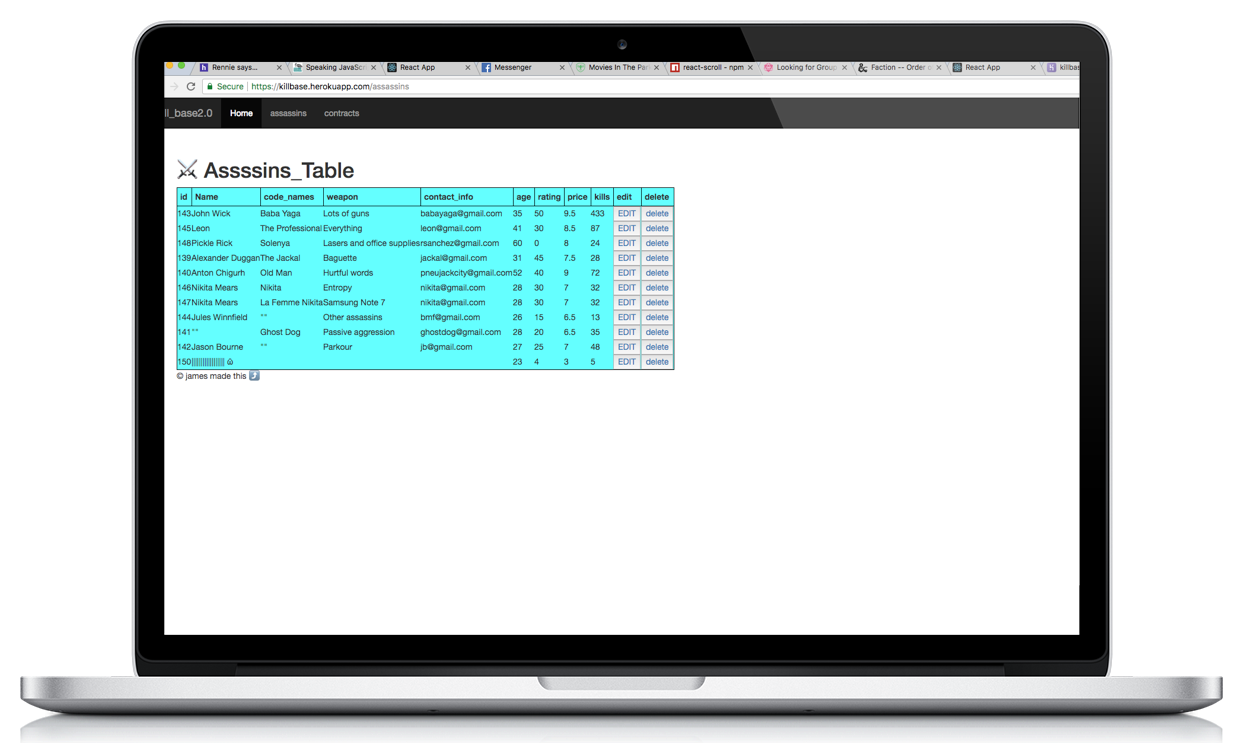 Rennie says...
Speaking JavaScr
React App
Messenger
Movies In The Par
react-scroll - npm
Looking for Group
Faction -- Order o
React App
killbas
Secure https://killbase.herokuapp.com/assassins
ll_base2.0 Home assassins contracts
⚔ Assssins_Table
id Name code_names weapon contact_info age rating price kills edit delete
143 John Wick Baba Yaga Lots of guns babayaga@gmail.com 35 50 9.5 433 EDIT delete
145 Leon The Professional Everything leon@gmail.com 41 30 8.5 87 EDIT delete
148 Pickle Rick Solenya Lasers and office supplies rsanchez@gmail.com 60 0 8 24 EDIT delete
139 Alexander Duggan The Jackal Baguette jackal@gmail.com 31 45 7.5 28 EDIT delete
140 Anton Chigurh Old Man Hurtful words pneujackcity@gmail.com 52 40 9 72 EDIT delete
146 Nikita Mears Nikita Entropy nikita@gmail.com 28 30 7 32 EDIT delete
147 Nikita Mears La Femme Nikita Samsung Note 7 nikita@gmail.com 28 30 7 32 EDIT delete
144 Jules Winnfield "" Other assassins bmf@gmail.com 26 15 6.5 13 EDIT delete
141 "" Ghost Dog Passive aggression ghostdog@gmail.com 28 20 6.5 35 EDIT delete
142 Jason Bourne "" Parkour jb@gmail.com 27 25 7 48 EDIT delete
150 23 4 3 5 EDIT delete
© james made this ⤴